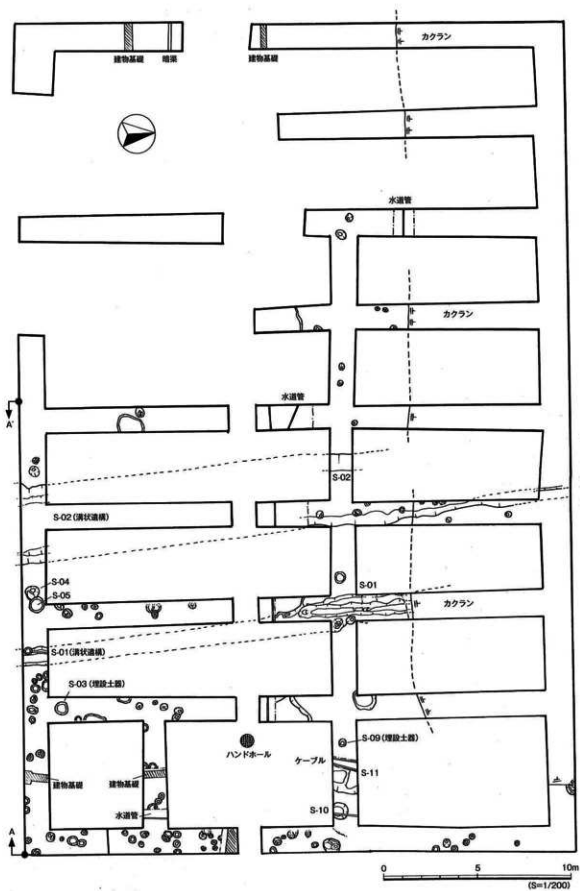 建物基礎
暗渠
建物基礎
カクラン
水道管
カクラン
水道管
A'
S-02
S-02(溝状遺構)
S-04
S-05
S-01
カクラン
S-01(溝状遺構)
S-03(埋設土器)
S-09(埋設土器)
ハンドホール
ケーブル
S-11
建物基礎
建物基礎
水道管
S-10
A
0 5 10m
(S=1/200)